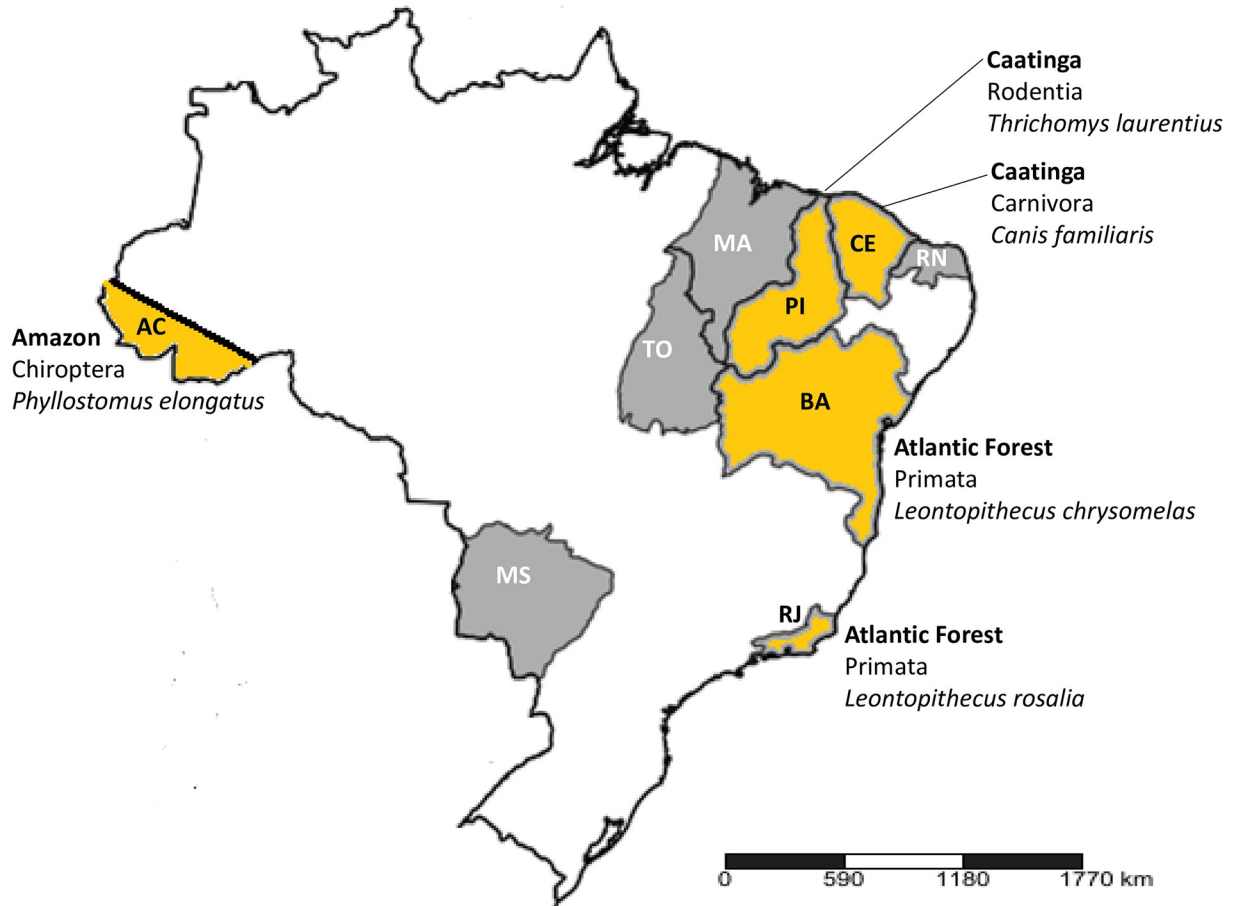 Caatinga
Rodentia
Thrichomys laurentius
Caatinga
Carnivora
Canis familiaris
MA
CE
RN
PI
AC
TO
Amazon
Chiroptera
Phyllostomus elongatus
BA
Atlantic Forest
Primata
Leontopithecus chrysomelas
MS
RJ
Atlantic Forest
Primata
Leontopithecus rosalia
0 590 1180 1770 km